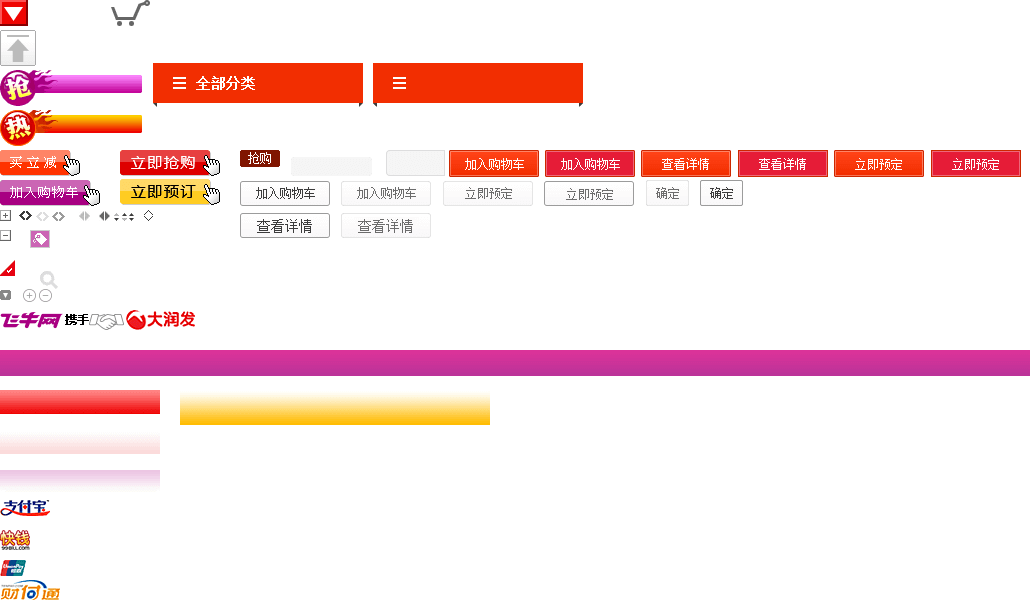 抢
全部分类
热
买立减
立即抢购
抢购
加入购物车
加入购物车
查看详情
查看详情
立即预定
立即预定
加入购物车
立即预订
加入购物车
加入购物车
立即预定
立即预定
确定
确定
查看详情
查看详情
飞牛网 携手 大润发
支付宝
快钱
99BILL.com
UnionPay
银联
财付通